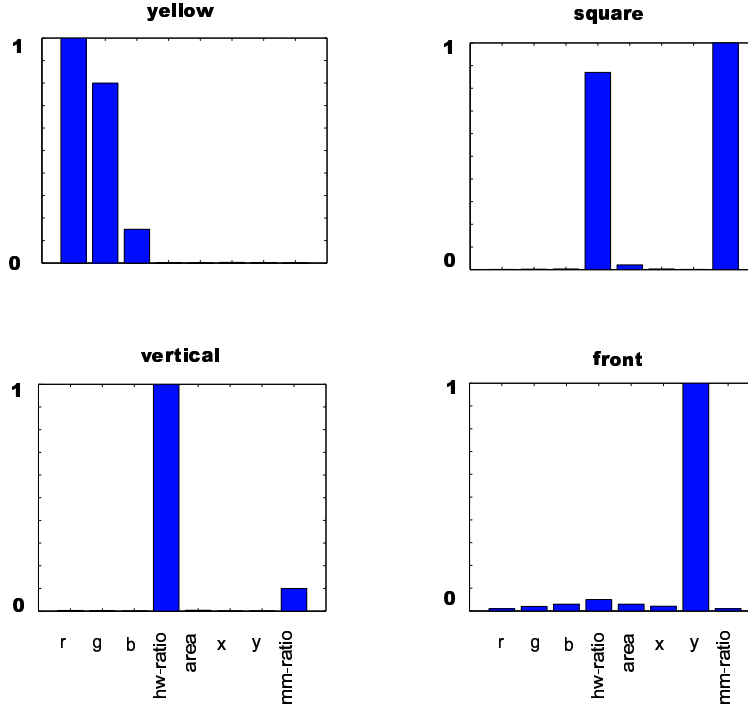 yellow
square
1
1
0
0
vertical
front
1
1
0
0
r g b hw-ratio area x y mm-ratio
r g b hw-ratio area x y mm-ratio